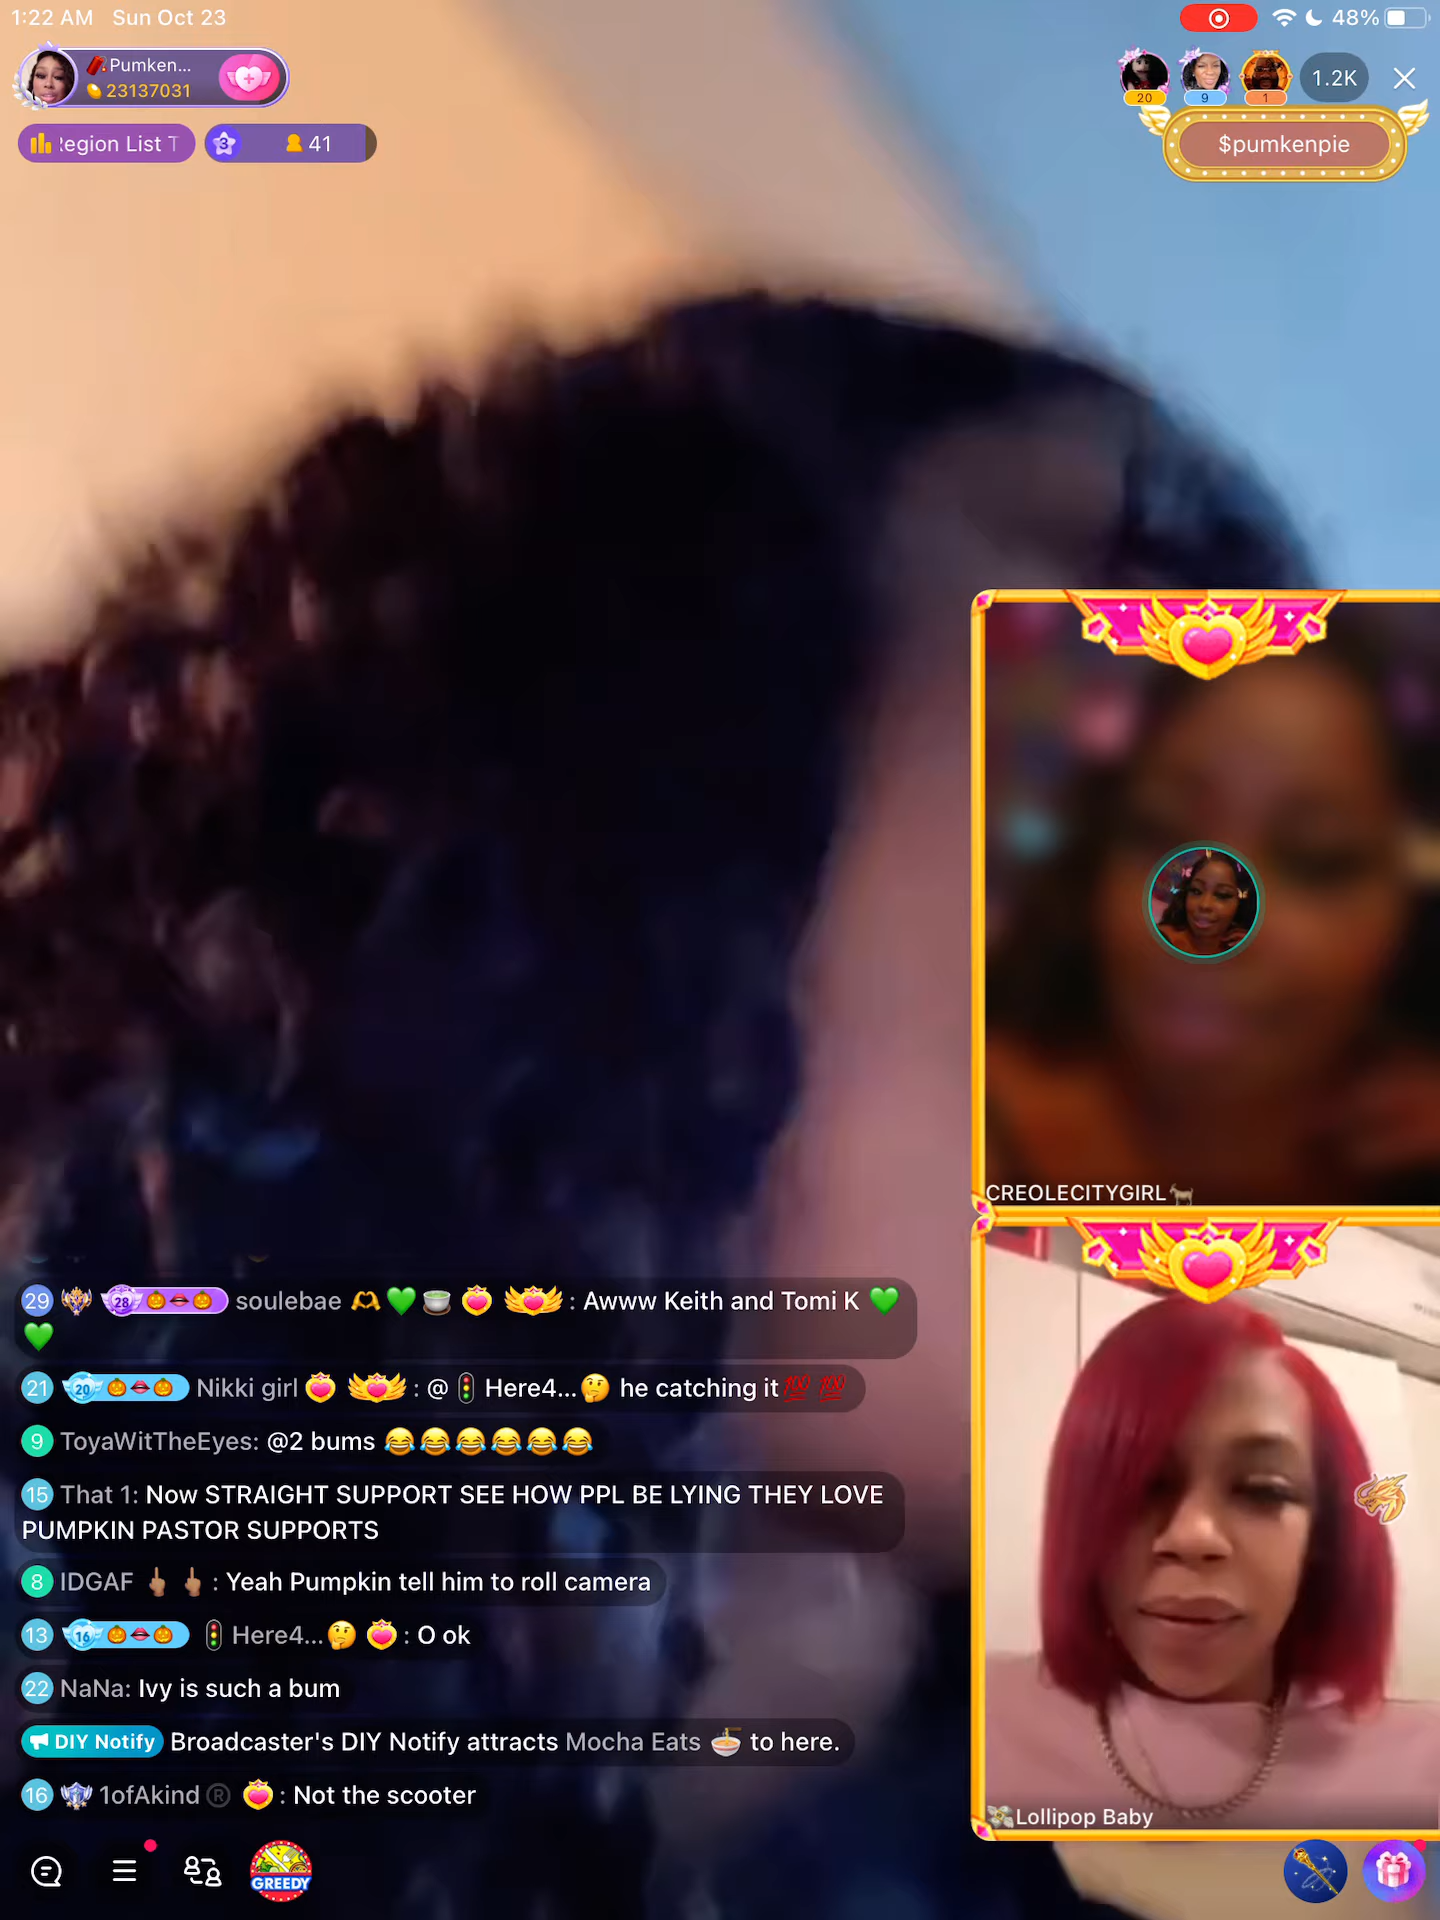 1:22 AM Sun Oct 23
48%
Pumken...
23137031
20
9
1
1.2K
Region List T
3
41
$pumkenpie
CREOLECITYGIRL🐐
29 28🎃👄🎃 soulebae 🫶🏾💚🍵 : Awww Keith and Tomi K 💚
💚
21 20🎃👄🎃 Nikki girl : @🚦Here4...🤔 he catching it💯💯
9 ToyaWitTheEyes: @2 bums 😂😂😂😂😂😂
15 That 1: Now STRAIGHT SUPPORT SEE HOW PPL BE LYING THEY LOVE
PUMPKIN PASTOR SUPPORTS
8 IDGAF 🖕🏽🖕🏽: Yeah Pumpkin tell him to roll camera
13 16🎃👄🎃 🚦Here4...🤔 : O ok
22 NaNa: Ivy is such a bum
DIY Notify Broadcaster's DIY Notify attracts Mocha Eats 🍜 to here.
16 1ofAkind ®️ : Not the scooter
💸Lollipop Baby
GREEDY